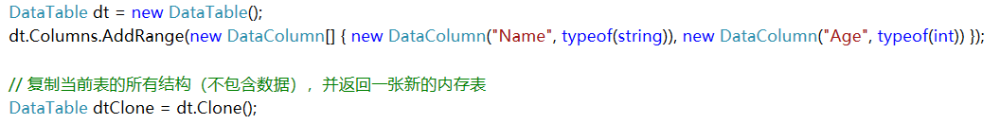 DataTable dt = new DataTable();
dt.Columns.AddRange(new DataColumn[] { new DataColumn("Name", typeof(string)), new DataColumn("Age", typeof(int)) });
// 复制当前表的所有结构（不包含数据），并返回一张新的内存表
DataTable dtClone = dt.Clone();